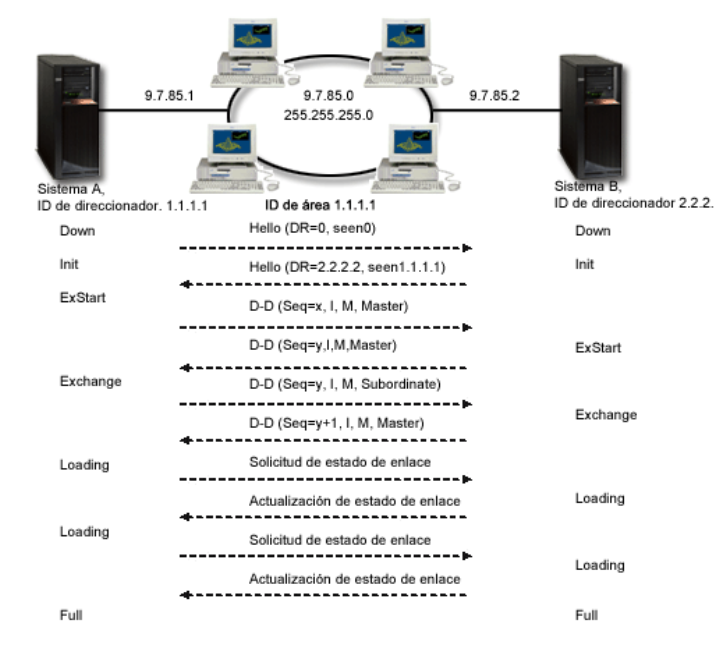 9.7.85.1
9.7.85.0
255.255.255.0
9.7.85.2
Sistema A,
ID de direccionador. 1.1.1.1
ID de área 1.1.1.1
Sistema B,
ID de direccionador 2.2.2.
Down
Hello (DR=0, seen0)
Down
Init
Hello (DR=2.2.2.2, seen1.1.1.1)
Init
ExStart
D-D (Seq=x, I, M, Master)
D-D (Seq=y,I,M,Master)
ExStart
Exchange
D-D (Seq=y, I, M, Subordinate)
Exchange
D-D (Seq=y+1, I, M, Master)
Loading
Solicitud de estado de enlace
Actualización de estado de enlace
Loading
Loading
Solicitud de estado de enlace
Loading
Actualización de estado de enlace
Full
Full